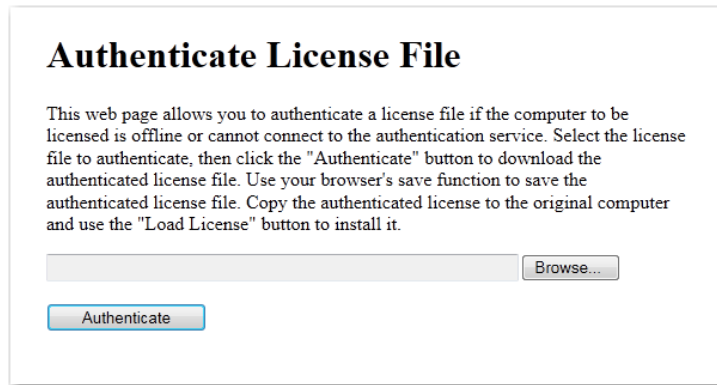 Authenticate License File
This web page allows you to authenticate a license file if the computer to be
licensed is offline or cannot connect to the authentication service. Select the license
file to authenticate, then click the "Authenticate" button to download the
authenticated license file. Use your browser's save function to save the
authenticated license file. Copy the authenticated license to the original computer
and use the "Load License" button to install it.
Browse...
Authenticate